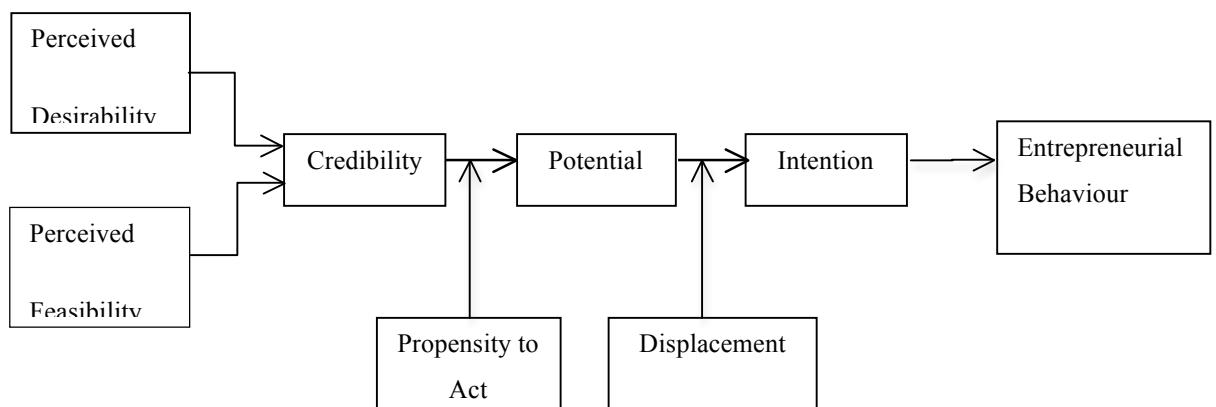 Perceived
Desirability
Credibility
Potential
Intention
Entrepreneurial
Behaviour
Perceived
Feasibility
Propensity to
Act
Displacement